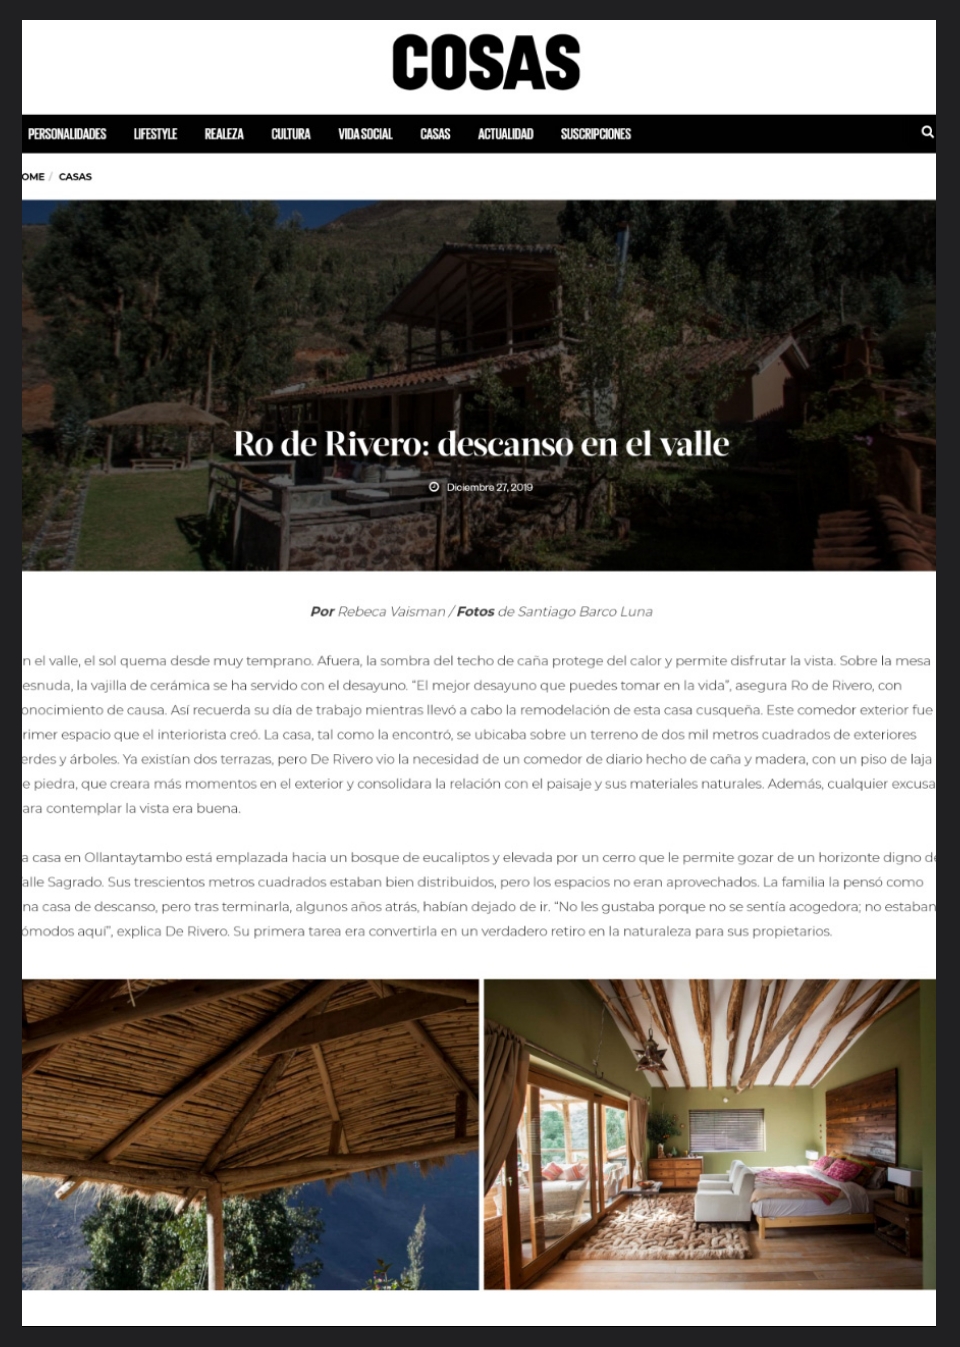 COSAS
PERSONALIDADES LIFESTYLE REALEZA CULTURA VIDA SOCIAL CASAS ACTUALIDAD SUSCRIPCIONES
OME / CASAS
Ro de Rivero: descanso en el valle
Diciembre 27, 2019
Por Rebeca Vaisman / Fotos de Santiago Barco Luna
n el valle, el sol quema desde muy temprano. Afuera, la sombra del techo de caña protege del calor y permite disfrutar la vista. Sobre la mesa
esnuda, la vajilla de cerámica se ha servido con el desayuno. “El mejor desayuno que puedes tomar en la vida”, asegura Ro de Rivero, con
onocimiento de causa. Así recuerda su día de trabajo mientras llevó a cabo la remodelación de esta casa cusqueña. Este comedor exterior fue
rimer espacio que el interiorista creó. La casa, tal como la encontró, se ubicaba sobre un terreno de dos mil metros cuadrados de exteriores
erdes y árboles. Ya existían dos terrazas, pero De Rivero vio la necesidad de un comedor de diario hecho de caña y madera, con un piso de laja
e piedra, que creara más momentos en el exterior y consolidara la relación con el paisaje y sus materiales naturales. Además, cualquier excusa
ara contemplar la vista era buena.
a casa en Ollantaytambo está emplazada hacia un bosque de eucaliptos y elevada por un cerro que le permite gozar de un horizonte digno de
alle Sagrado. Sus trescientos metros cuadrados estaban bien distribuidos, pero los espacios no eran aprovechados. La familia la pensó como
na casa de descanso, pero tras terminarla, algunos años atrás, habían dejado de ir. “No les gustaba porque no se sentía acogedora; no estaban
ómodos aquí”, explica De Rivero. Su primera tarea era convertirla en un verdadero retiro en la naturaleza para sus propietarios.